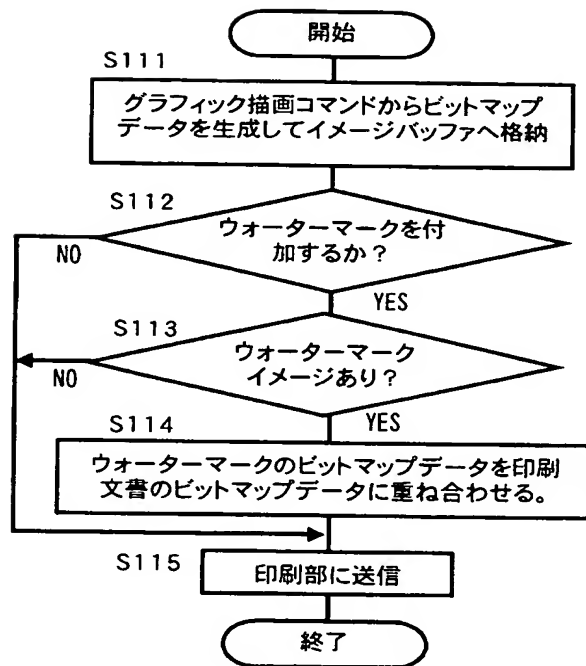 開始
S111
グラフィック描画コマンドからビットマップ
データを生成してイメージバッファへ格納
S112
ウォーターマークを付
加するか?
NO
YES
S113
ウォーターマーク
イメージあり?
NO
YES
S114
ウォーターマークのビットマップデータを印刷
文書のビットマップデータに重ね合わせる。
S115
印刷部に送信
終了